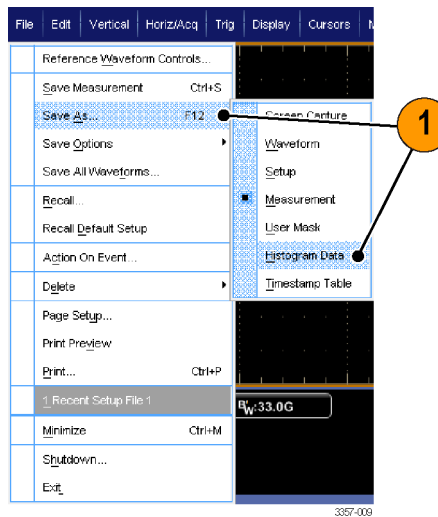 File Edit Vertical Horiz/Acq Trig Display Cursors
Reference Waveform Controls...
Save Measurement Ctrl+S
Save As... F12
Screen Capture
1
Save Options
Waveform
Save All Waveforms...
Setup
Recall...
Measurement
Recall Default Setup
User Mask
Action On Event...
Histogram Data
Delete
Timestamp Table
Page Setup...
Print Preview
Print... Ctrl+P
1 Recent Setup File 1
BW:33.0G
Minimize Ctrl+M
Shutdown...
Exit
3357-009